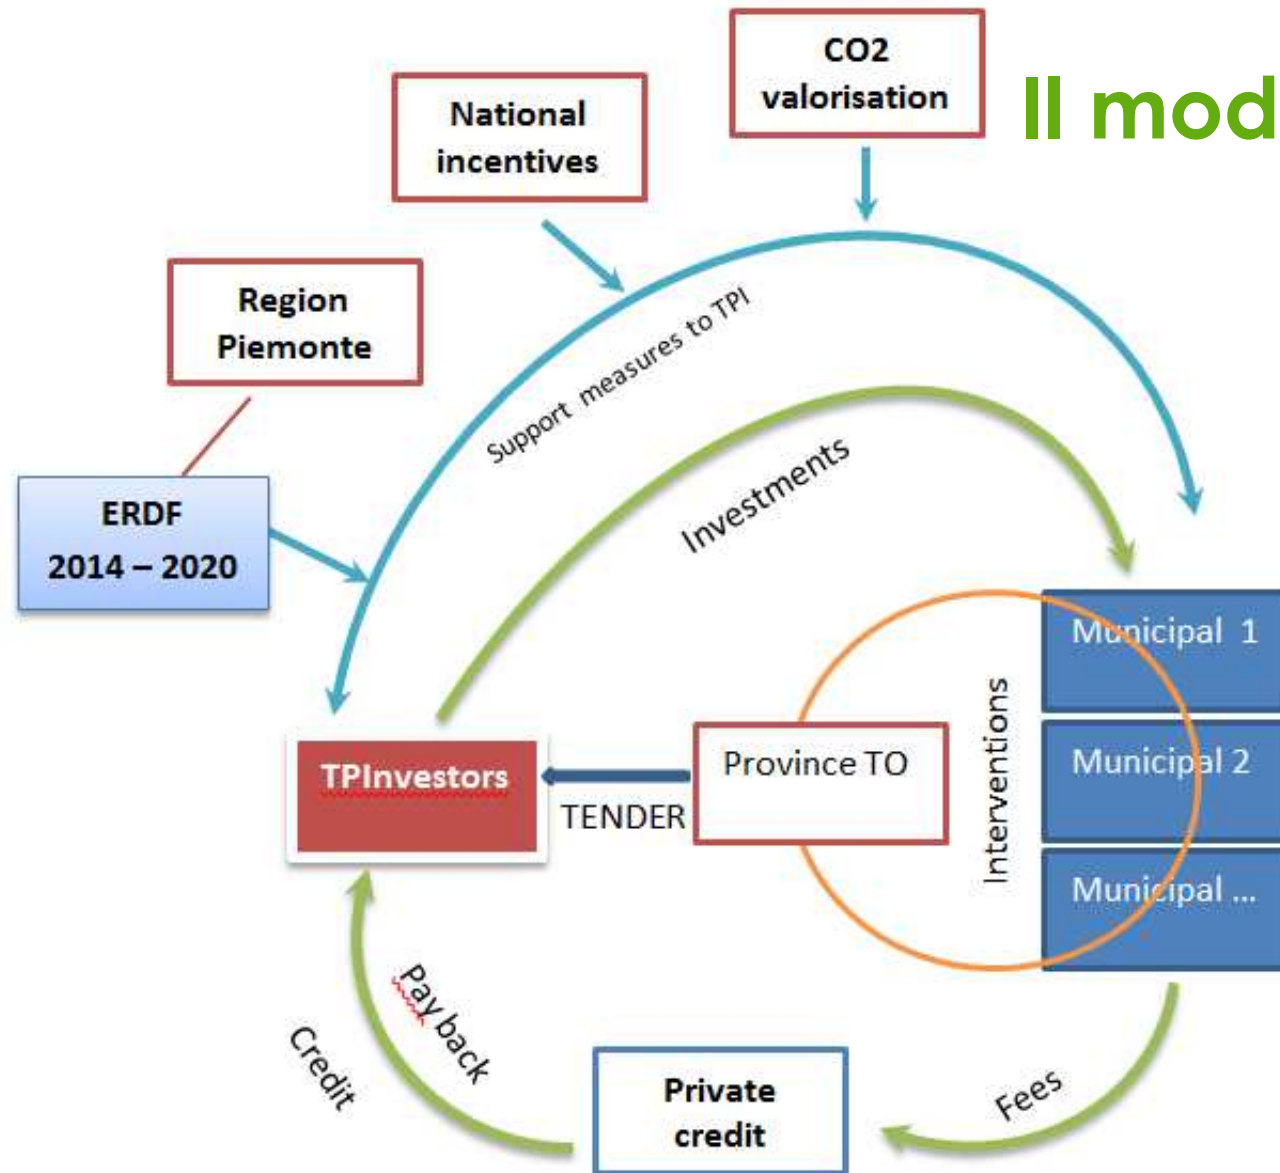 CO2
valorisation
Il mod
National
incentives
Region
Piemonte
Support measures to TPI
ERDF
2014 – 2020
Investments
Municipal 1
Interventions
Province TO
Municipal 2
TPInvestors
TENDER
Municipal ...
Pay back
Credit
Private
credit
Fees